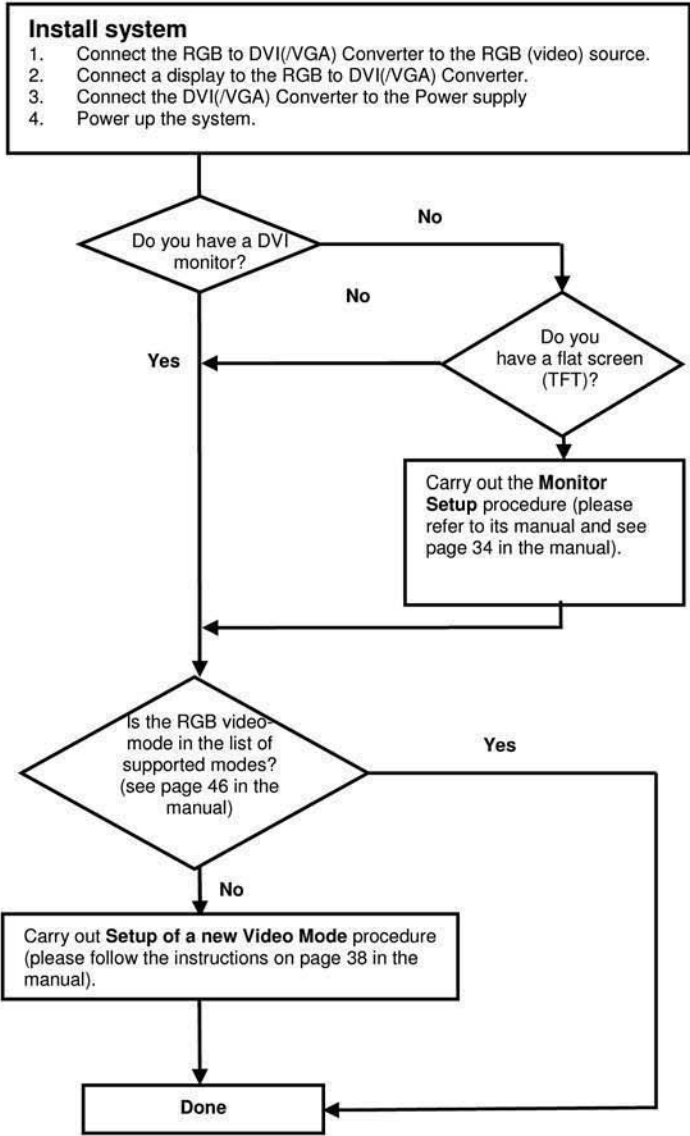 Install system
1. Connect the RGB to DVI(/VGA) Converter to the RGB (video) source.
2. Connect a display to the RGB to DVI(/VGA) Converter.
3. Connect the DVI(/VGA) Converter to the Power supply
4. Power up the system.
No
Do you have a DVI
monitor?
No
Do you
have a flat screen
(TFT)?
Yes
Carry out the Monitor
Setup procedure (please
refer to its manual and see
page 34 in the manual).
Is the RGB video-
mode in the list of
supported modes?
(see page 46 in the
manual)
Yes
No
Carry out Setup of a new Video Mode procedure
(please follow the instructions on page 38 in the
manual).
Done